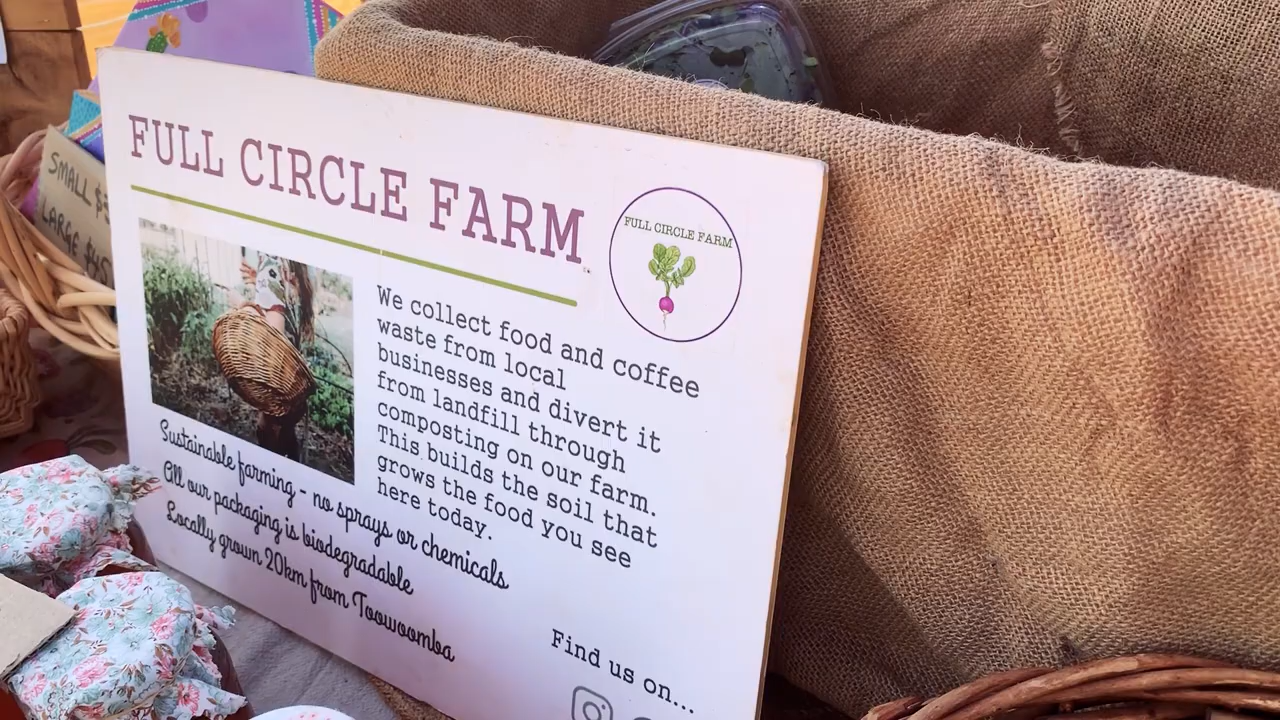 FULL CIRCLE FARM
FULL CIRCLE FARM
We collect food and coffee
waste from local
businesses and divert it
from landfill through
composting on our farm.
This builds the soil that
grows the food you see
here today.
Sustainable farming - no sprays or chemicals
All our packaging is biodegradable
Locally grown 20km from Toowoomba
Find us on...
SMALL
LARGE